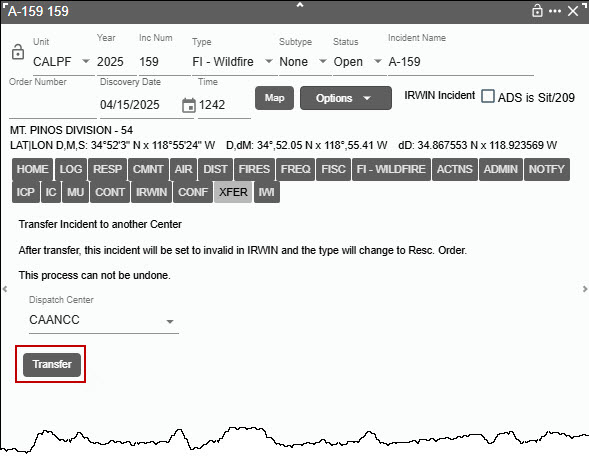 A-159 159
Unit Year Inc Num Type Subtype Status Incident Name
CALPF 2025 159 FI - Wildfire None Open A-159
Order Number Discovery Date Time
04/15/2025 1242 Map Options IRWIN Incident ADS is Sit/209
MT. PINOS DIVISION - 54
LAT|LON D,M,S: 34°52'3" N x 118°55'24" W D,dM: 34°,52.05 N x 118°,55.41 W dD: 34.867553 N x 118.923569 W
HOME LOG RESP CMNT AIR DIST FIRES FREQ FISC FI - WILDFIRE ACTNS ADMIN NOTFY
ICP IC MU CONT IRWIN CONF XFER IWI
Transfer Incident to another Center
After transfer, this incident will be set to invalid in IRWIN and the type will change to Resc. Order.
This process can not be undone.
Dispatch Center
CAANCC
Transfer